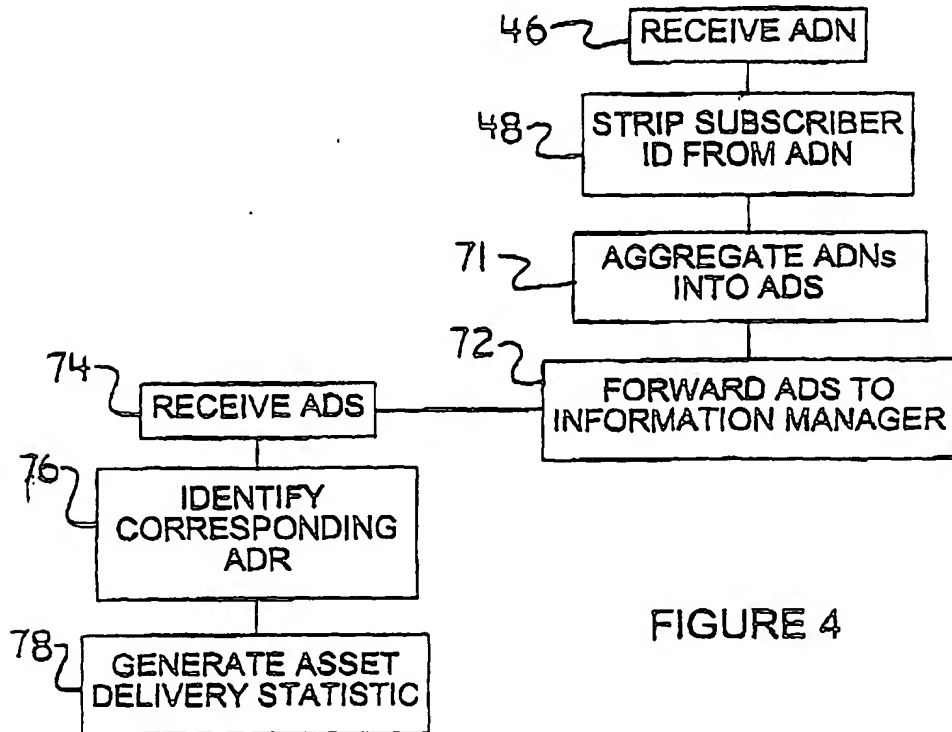 46
RECEIVE ADN
48
STRIP SUBSCRIBER
ID FROM ADN
71
AGGREGATE ADNs
INTO ADS
72
FORWARD ADS TO
INFORMATION MANAGER
74
RECEIVE ADS
76
IDENTIFY
CORRESPONDING
ADR
78
GENERATE ASSET
DELIVERY STATISTIC
FIGURE 4